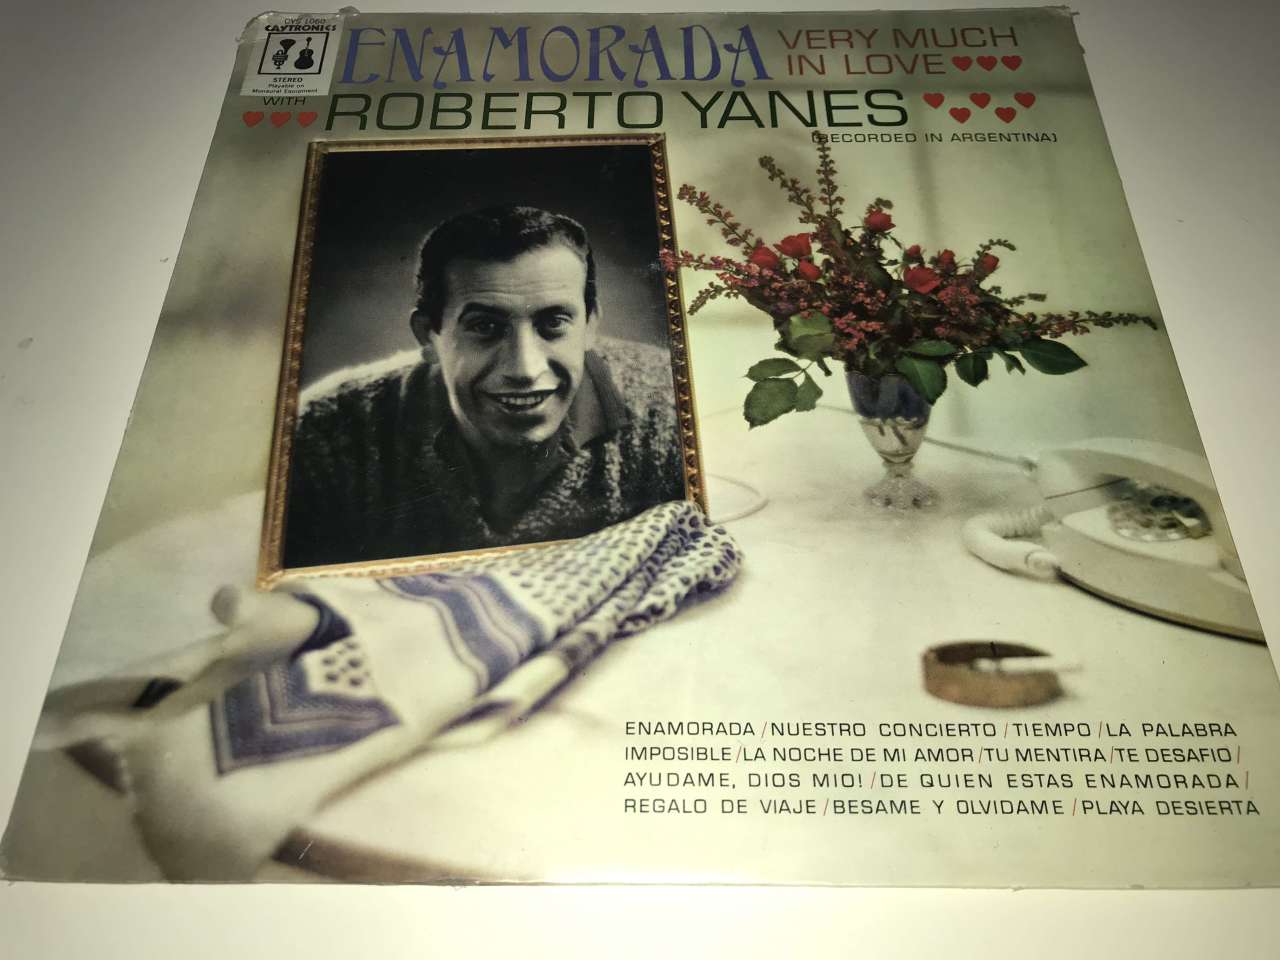 CYS 1060
CAYTRONICS
STEREO
Playable on
Monaural Equipment
ENAMORADA
VERY MUCH
IN LOVE
WITH
ROBERTO YANES
(RECORDED IN ARGENTINA)
ENAMORADA/NUESTRO CONCIERTO/TIEMPO/LA PALABRA
IMPOSIBLE/LA NOCHE DE MI AMOR/TU MENTIRA/TE DESAFIO/
AYUDAME, DIOS MIO!/DE QUIEN ESTAS ENAMORADA/
REGALO DE VIAJE/BESAME Y OLVIDAME/PLAYA DESIERTA